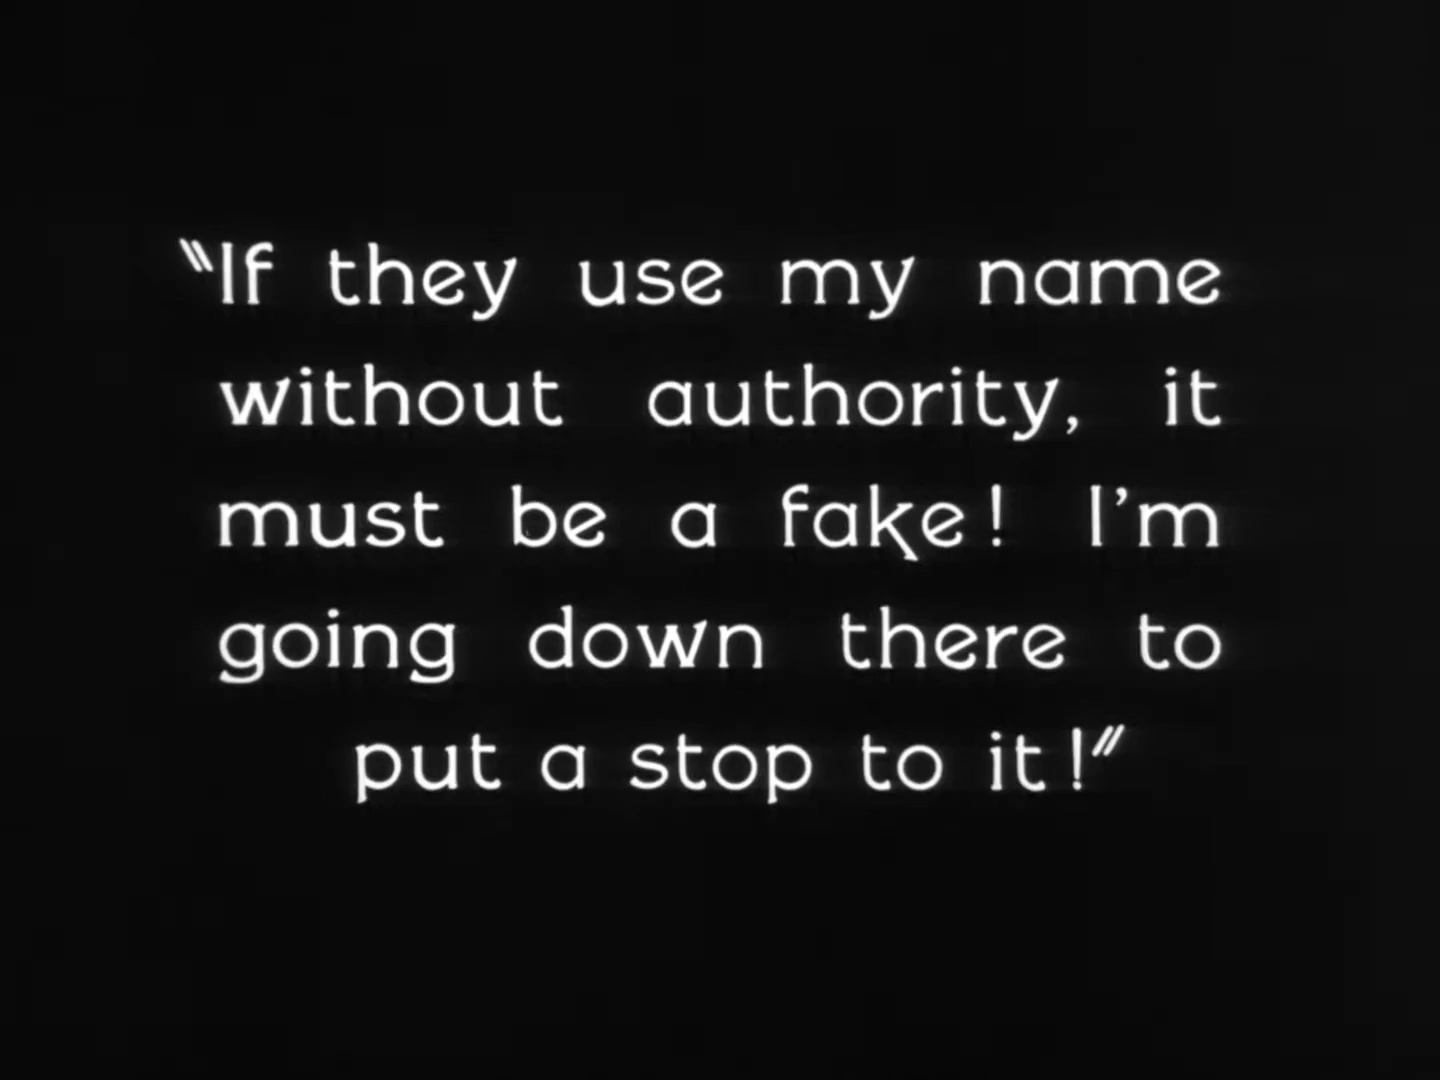 "If they use my name
without authority, it
must be a fake! I'm
going down there to
put a stop to it!"